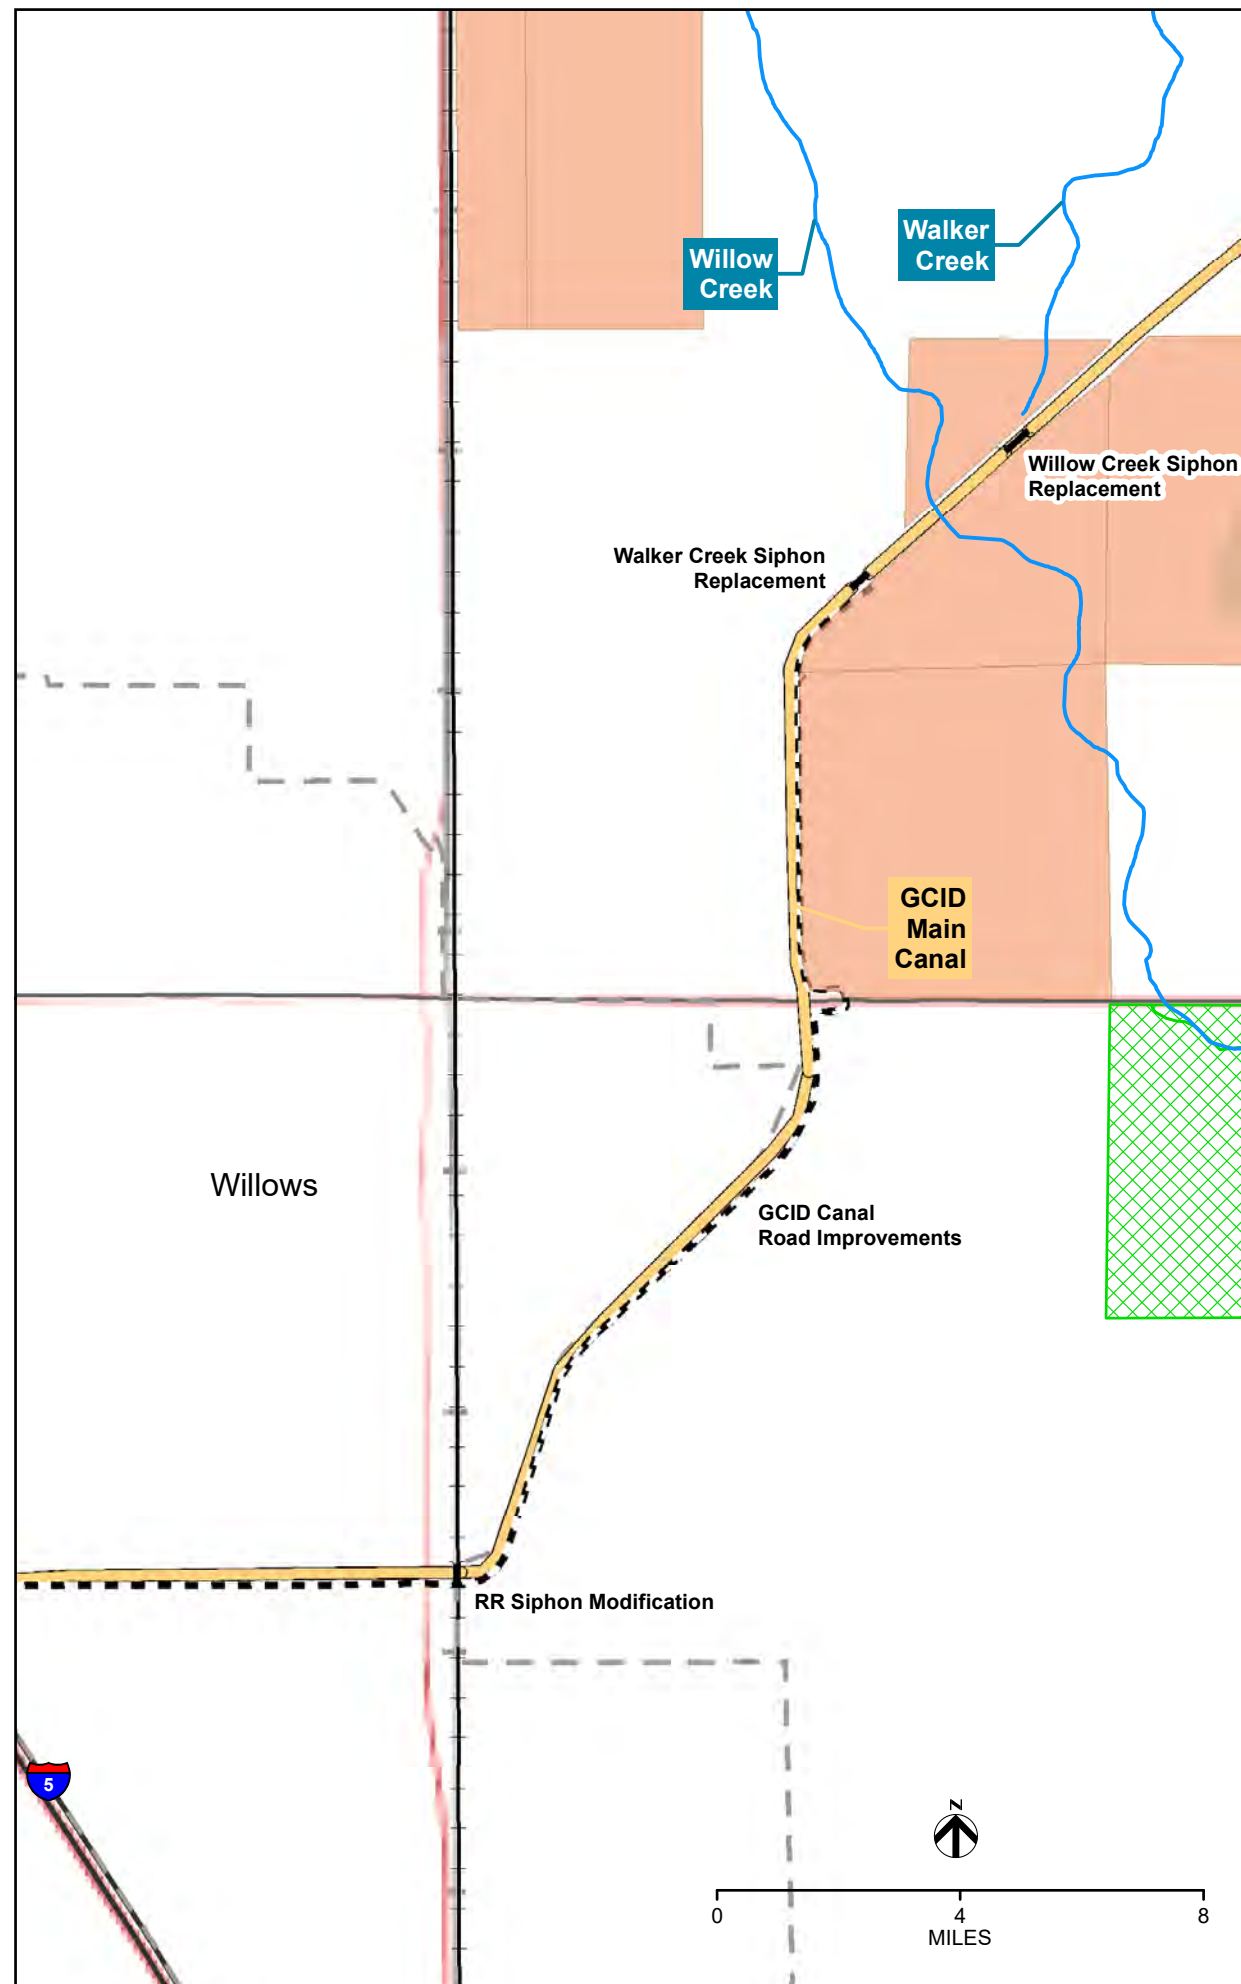 Walker
Creek
Willow
Creek
Willow Creek Siphon
Replacement
Walker Creek Siphon
Replacement
GCID
Main
Canal
Willows
GCID Canal
Road Improvements
RR Siphon Modification
5
N
0 4 8
MILES